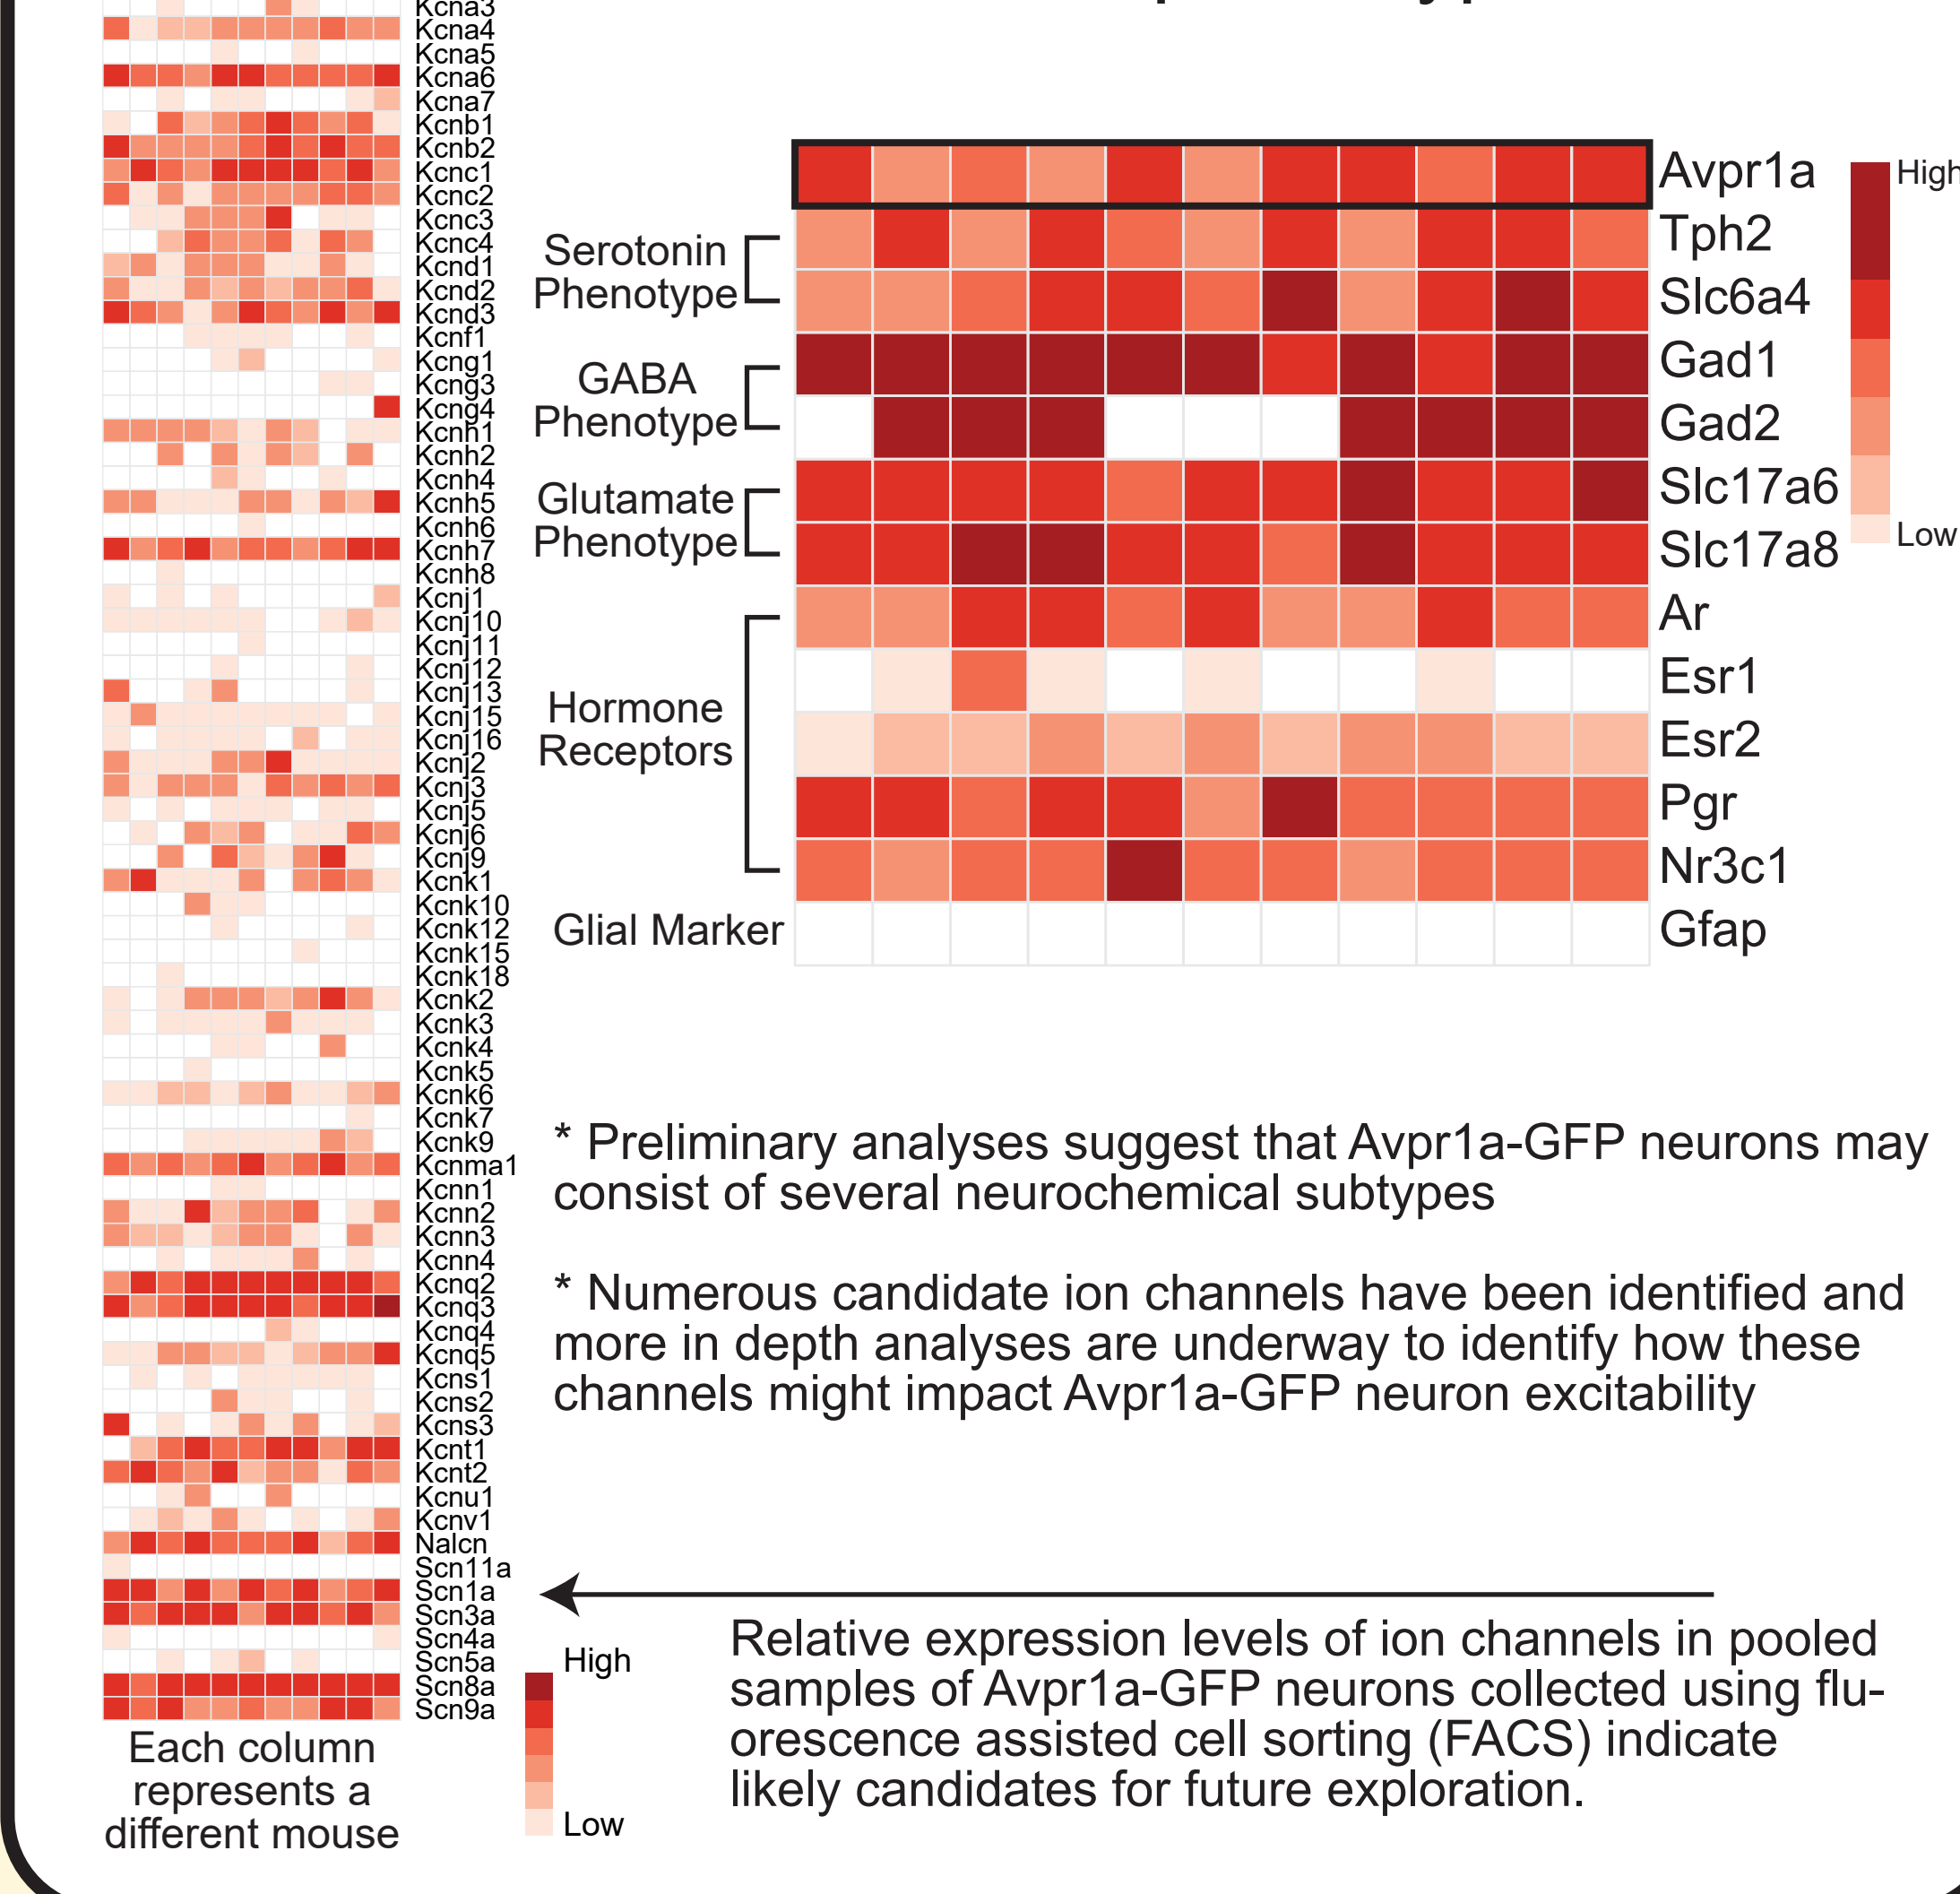 Kcna3
Kcna4
Kcna5
Kcna6
Kcna7
Kcnb1
Kcnb2
Kcnc1
Kcnc2
Kcnc3
Kcnc4
Kcnd1
Kcnd2
Kcnd3
Kcnf1
Kcng1
Kcng3
Kcng4
Kcnh1
Kcnh2
Kcnh4
Kcnh5
Kcnh6
Kcnh7
Kcnh8
Kcnj1
Kcnj10
Kcnj11
Kcnj12
Kcnj13
Kcnj15
Kcnj16
Kcnj2
Kcnj3
Kcnj5
Kcnj6
Kcnj9
Kcnk1
Kcnk10
Kcnk12
Kcnk15
Kcnk18
Kcnk2
Kcnk3
Kcnk4
Kcnk5
Kcnk6
Kcnk7
Kcnk9
Kcnma1
Kcnn1
Kcnn2
Kcnn3
Kcnn4
Kcnq2
Kcnq3
Kcnq4
Kcnq5
Kcns1
Kcns2
Kcns3
Kcnt1
Kcnt2
Kcnu1
Kcnv1
Nalcn
Scn11a
Scn1a
Scn3a
Scn4a
Scn5a
Scn8a
Scn9a
Each column
represents a
different mouse
High
Low
Serotonin
Phenotype
GABA
Phenotype
Glutamate
Phenotype
Hormone
Receptors
Glial Marker
Avpr1a
Tph2
Slc6a4
Gad1
Gad2
Slc17a6
Slc17a8
Ar
Esr1
Esr2
Pgr
Nr3c1
Gfap
High
Low
* Preliminary analyses suggest that Avpr1a-GFP neurons may
consist of several neurochemical subtypes
* Numerous candidate ion channels have been identified and
more in depth analyses are underway to identify how these
channels might impact Avpr1a-GFP neuron excitability
Relative expression levels of ion channels in pooled
samples of Avpr1a-GFP neurons collected using flu-
orescence assisted cell sorting (FACS) indicate
likely candidates for future exploration.